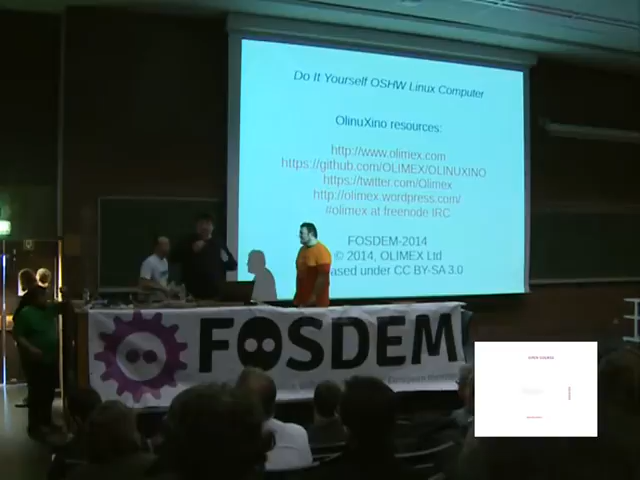 Do It Yourself OSHW Linux Computer
OlinuXino resources:
http://www.olimex.com
https://github.com/OLIMEX/OLINUXINO
https://twitter.com/Olimex
http://olimex.wordpress.com/
#olimex at freenode IRC
FOSDEM-2014
© 2014, OLIMEX Ltd
ased under CC BY-SA 3.0
FOSDEM